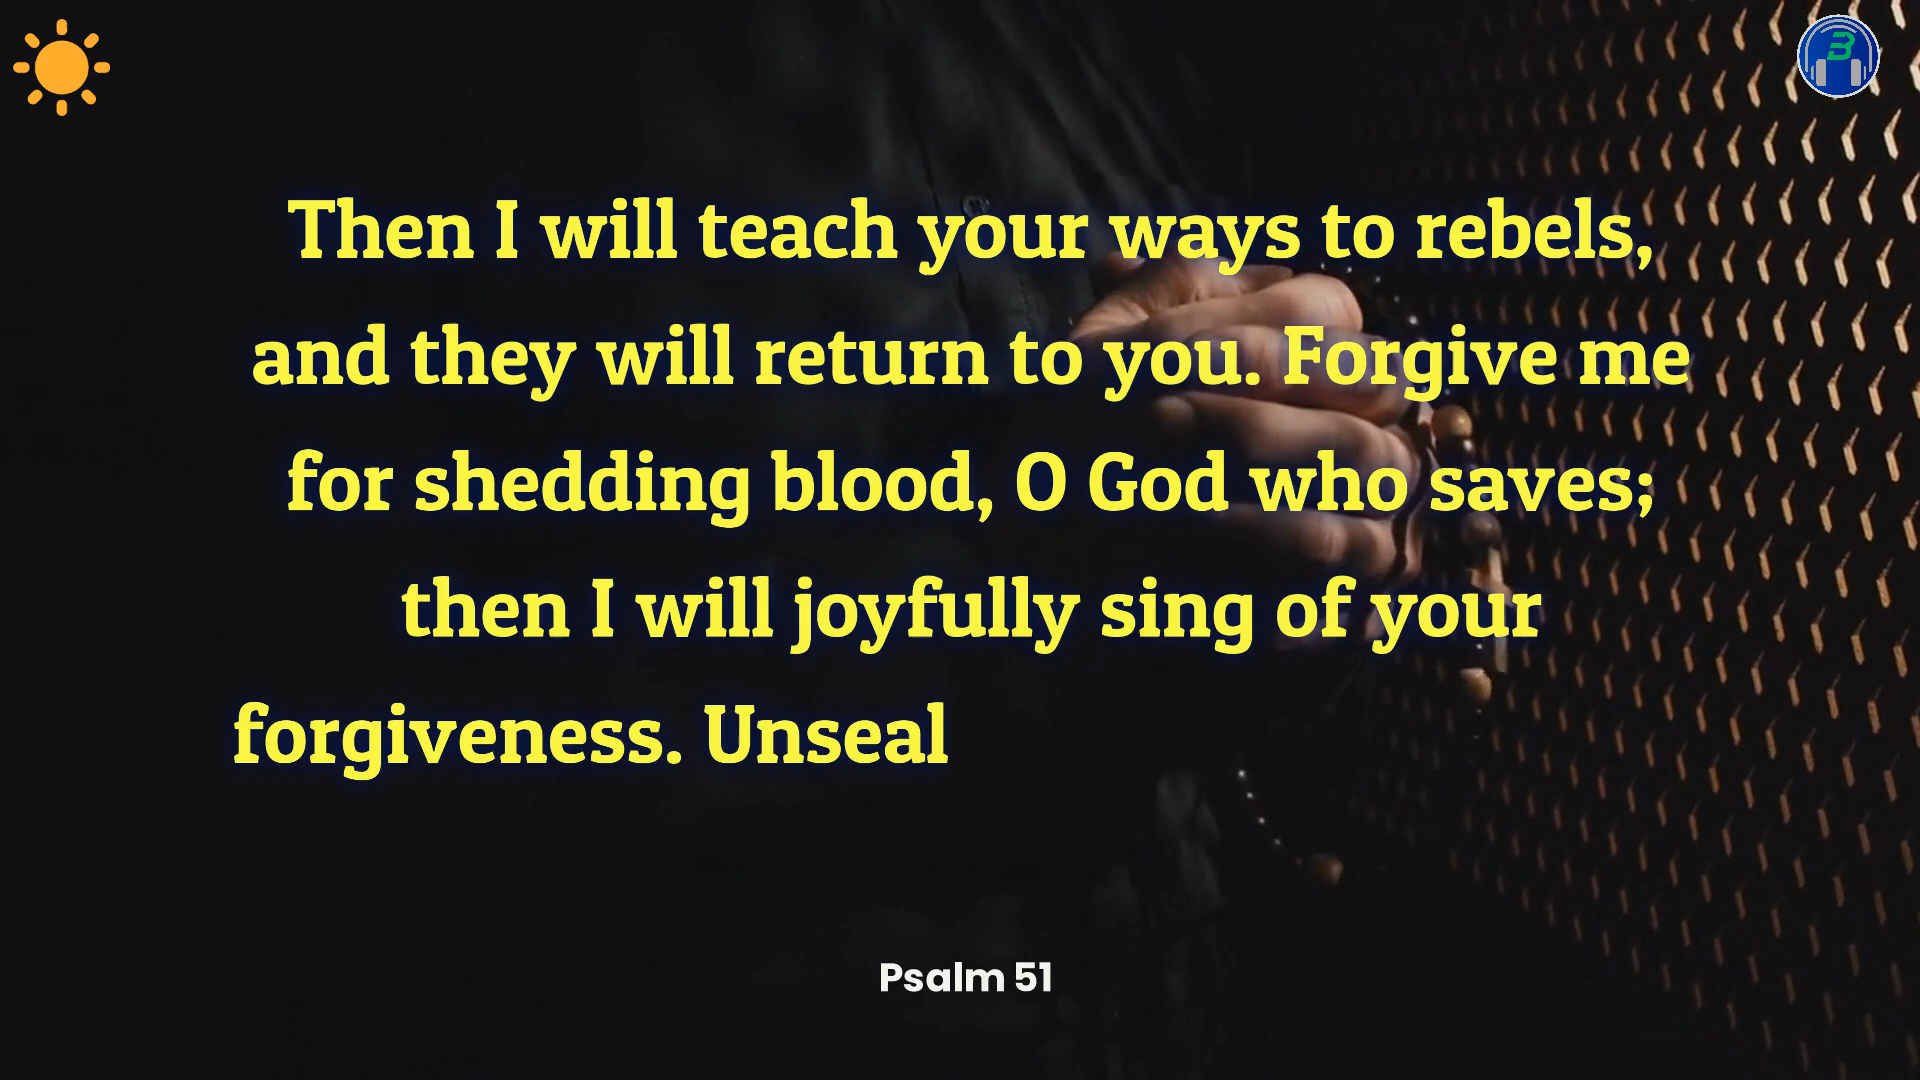 Then I will teach your ways to rebels,
and they will return to you. Forgive me
for shedding blood, O God who saves;
then I will joyfully sing of your
forgiveness. Unseal
Psalm 51